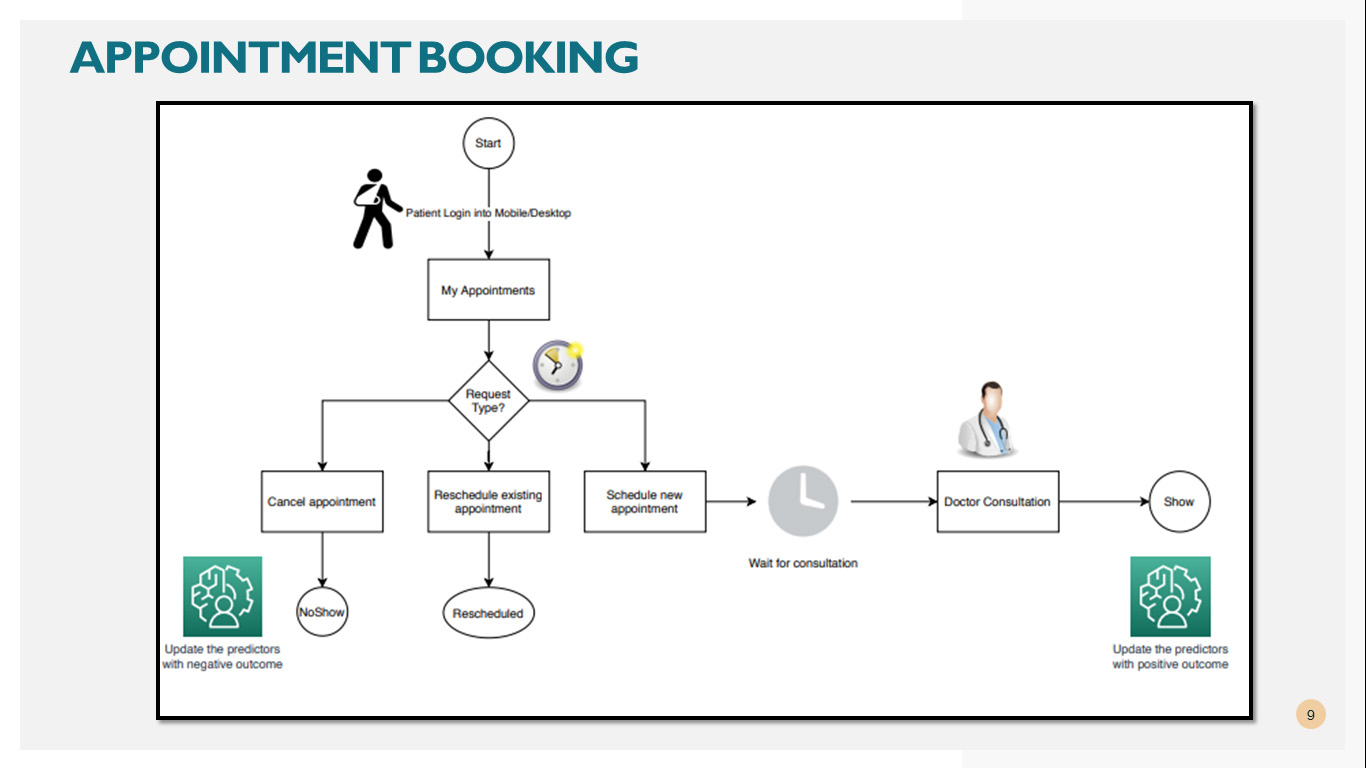 APPOINTMENT BOOKING
Start
Patient Login into Mobile/Desktop
My Appointments
Request
Type?
Cancel appointment
Reschedule existing
appointment
Schedule new
appointment
Wait for consultation
Doctor Consultation
Show
NoShow
Rescheduled
Update the predictors
with negative outcome
Update the predictors
with positive outcome
9